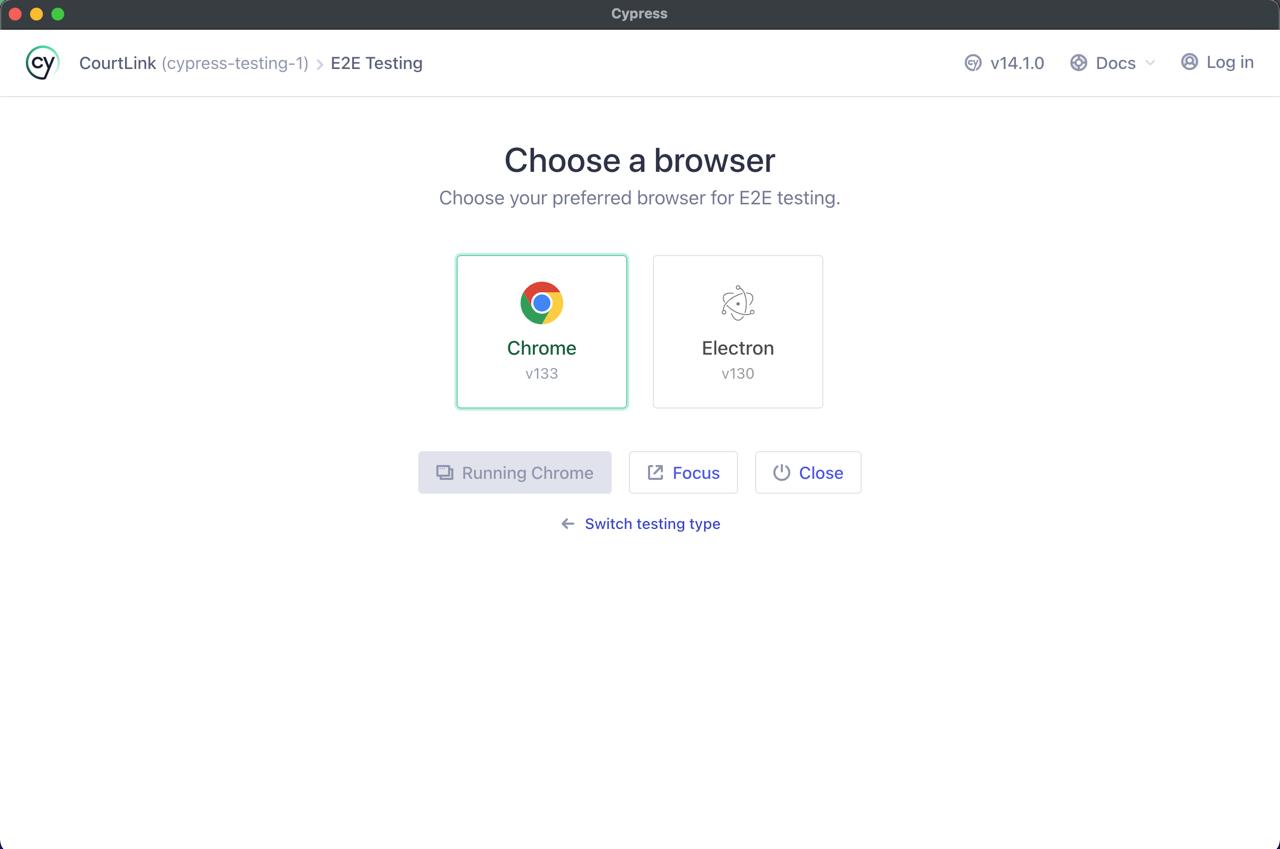 Cypress
cy CourtLink (cypress-testing-1) > E2E Testing
cy v14.1.0 Docs Log in
Choose a browser
Choose your preferred browser for E2E testing.
Chrome
v133
Electron
v130
Running Chrome Focus Close
← Switch testing type